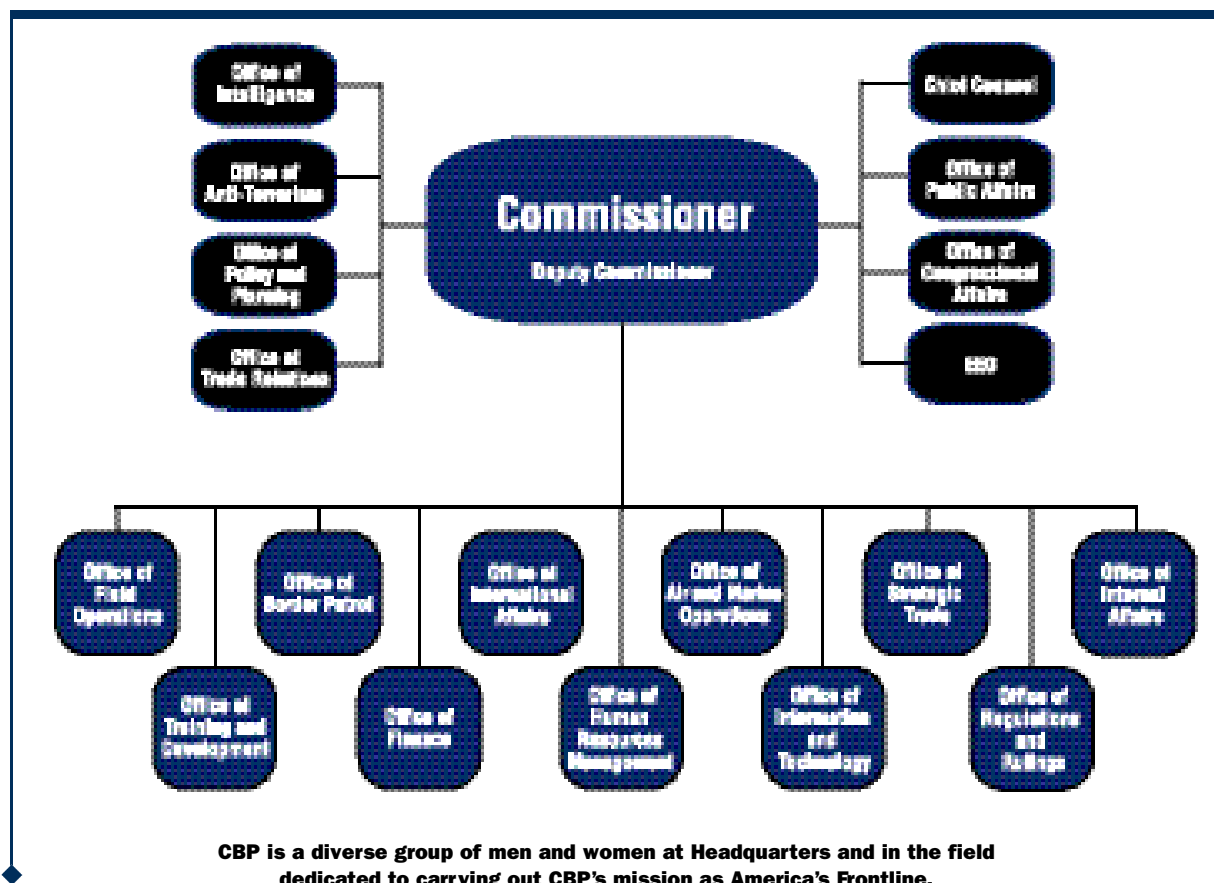 Office of
Intelligence
Office of
Anti-Terrorism
Office of
Policy and
Planning
Office of
Trade Relations
Commissioner
Deputy Commissioner
Chief Counsel
Office of
Public Affairs
Office of
Congressional
Affairs
EEO
Office of
Field
Operations
Office of
Border Patrol
Office of
International
Affairs
Office of
Air and Marine
Operations
Office of
Strategic
Trade
Office of
Internal
Affairs
Office of
Training and
Development
Office of
Finance
Office of
Human
Resources
Management
Office of
Information
and
Technology
Office of
Regulations
and
Rulings
CBP is a diverse group of men and women at Headquarters and in the field
dedicated to carrying out CBP's mission as America's Frontline.